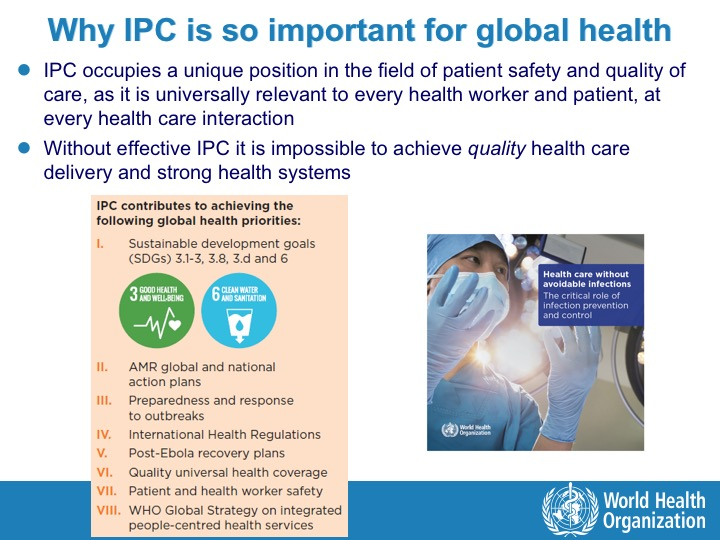 Why IPC is so important for global health
IPC occupies a unique position in the field of patient safety and quality of
care, as it is universally relevant to every health worker and patient, at
every health care interaction
Without effective IPC it is impossible to achieve quality health care
delivery and strong health systems
IPC contributes to achieving the
following global health priorities:
I. Sustainable development goals
(SDGs) 3.1-3, 3.8, 3.d and 6
3 GOOD HEALTH
AND WELL-BEING
6 CLEAN WATER
AND SANITATION
II. AMR global and national
action plans
III. Preparedness and response
to outbreaks
IV. International Health Regulations
V. Post-Ebola recovery plans
VI. Quality universal health coverage
VII. Patient and health worker safety
VIII. WHO Global Strategy on integrated
people-centred health services
Health care without
avoidable infections
The critical role of
infection prevention
and control
World Health
Organization
World Health
Organization